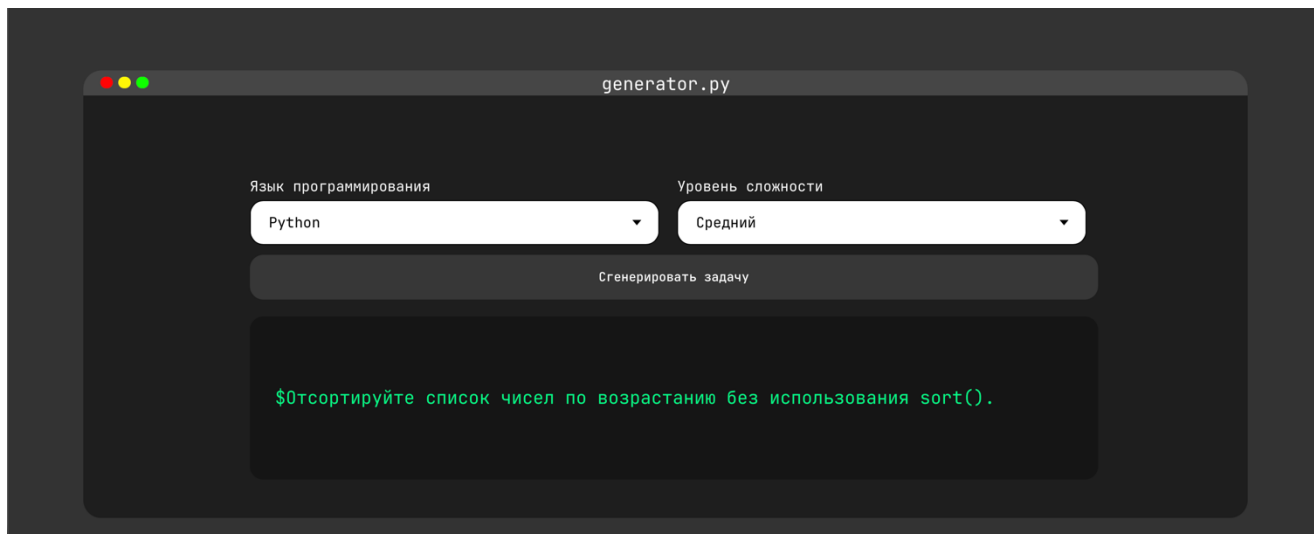 generator.py
Язык программирования
Уровень сложности
Python
Средний
Сгенерировать задачу
$Отсортируйте список чисел по возрастанию без использования sort().